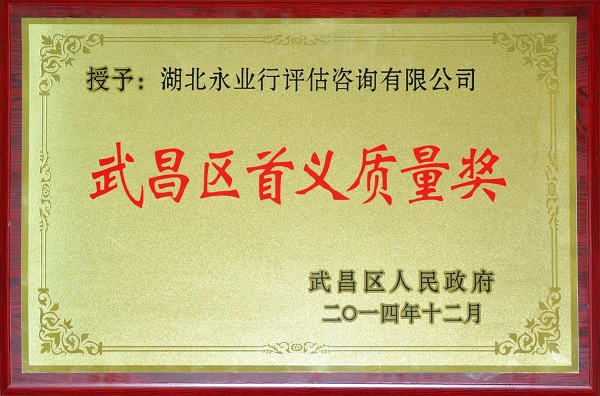 授予：湖北永业行评估咨询有限公司
武昌区首义质量奖
武昌区人民政府
二〇一四年十二月